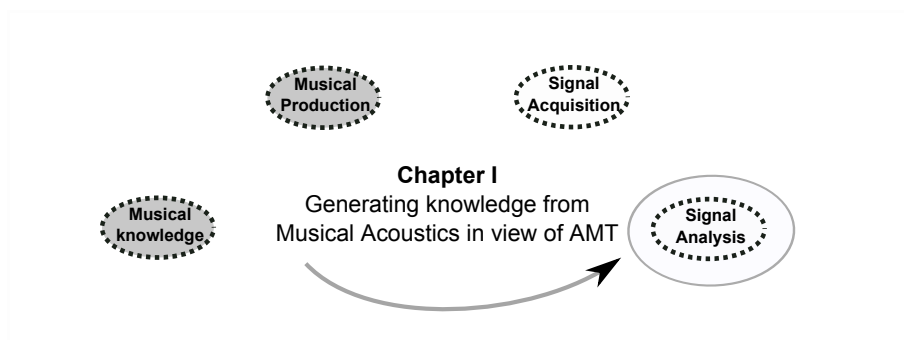 Musical
Production
Signal
Acquisition
Chapter I
Generating knowledge from
Musical Acoustics in view of AMT
Musical
knowledge
Signal
Analysis